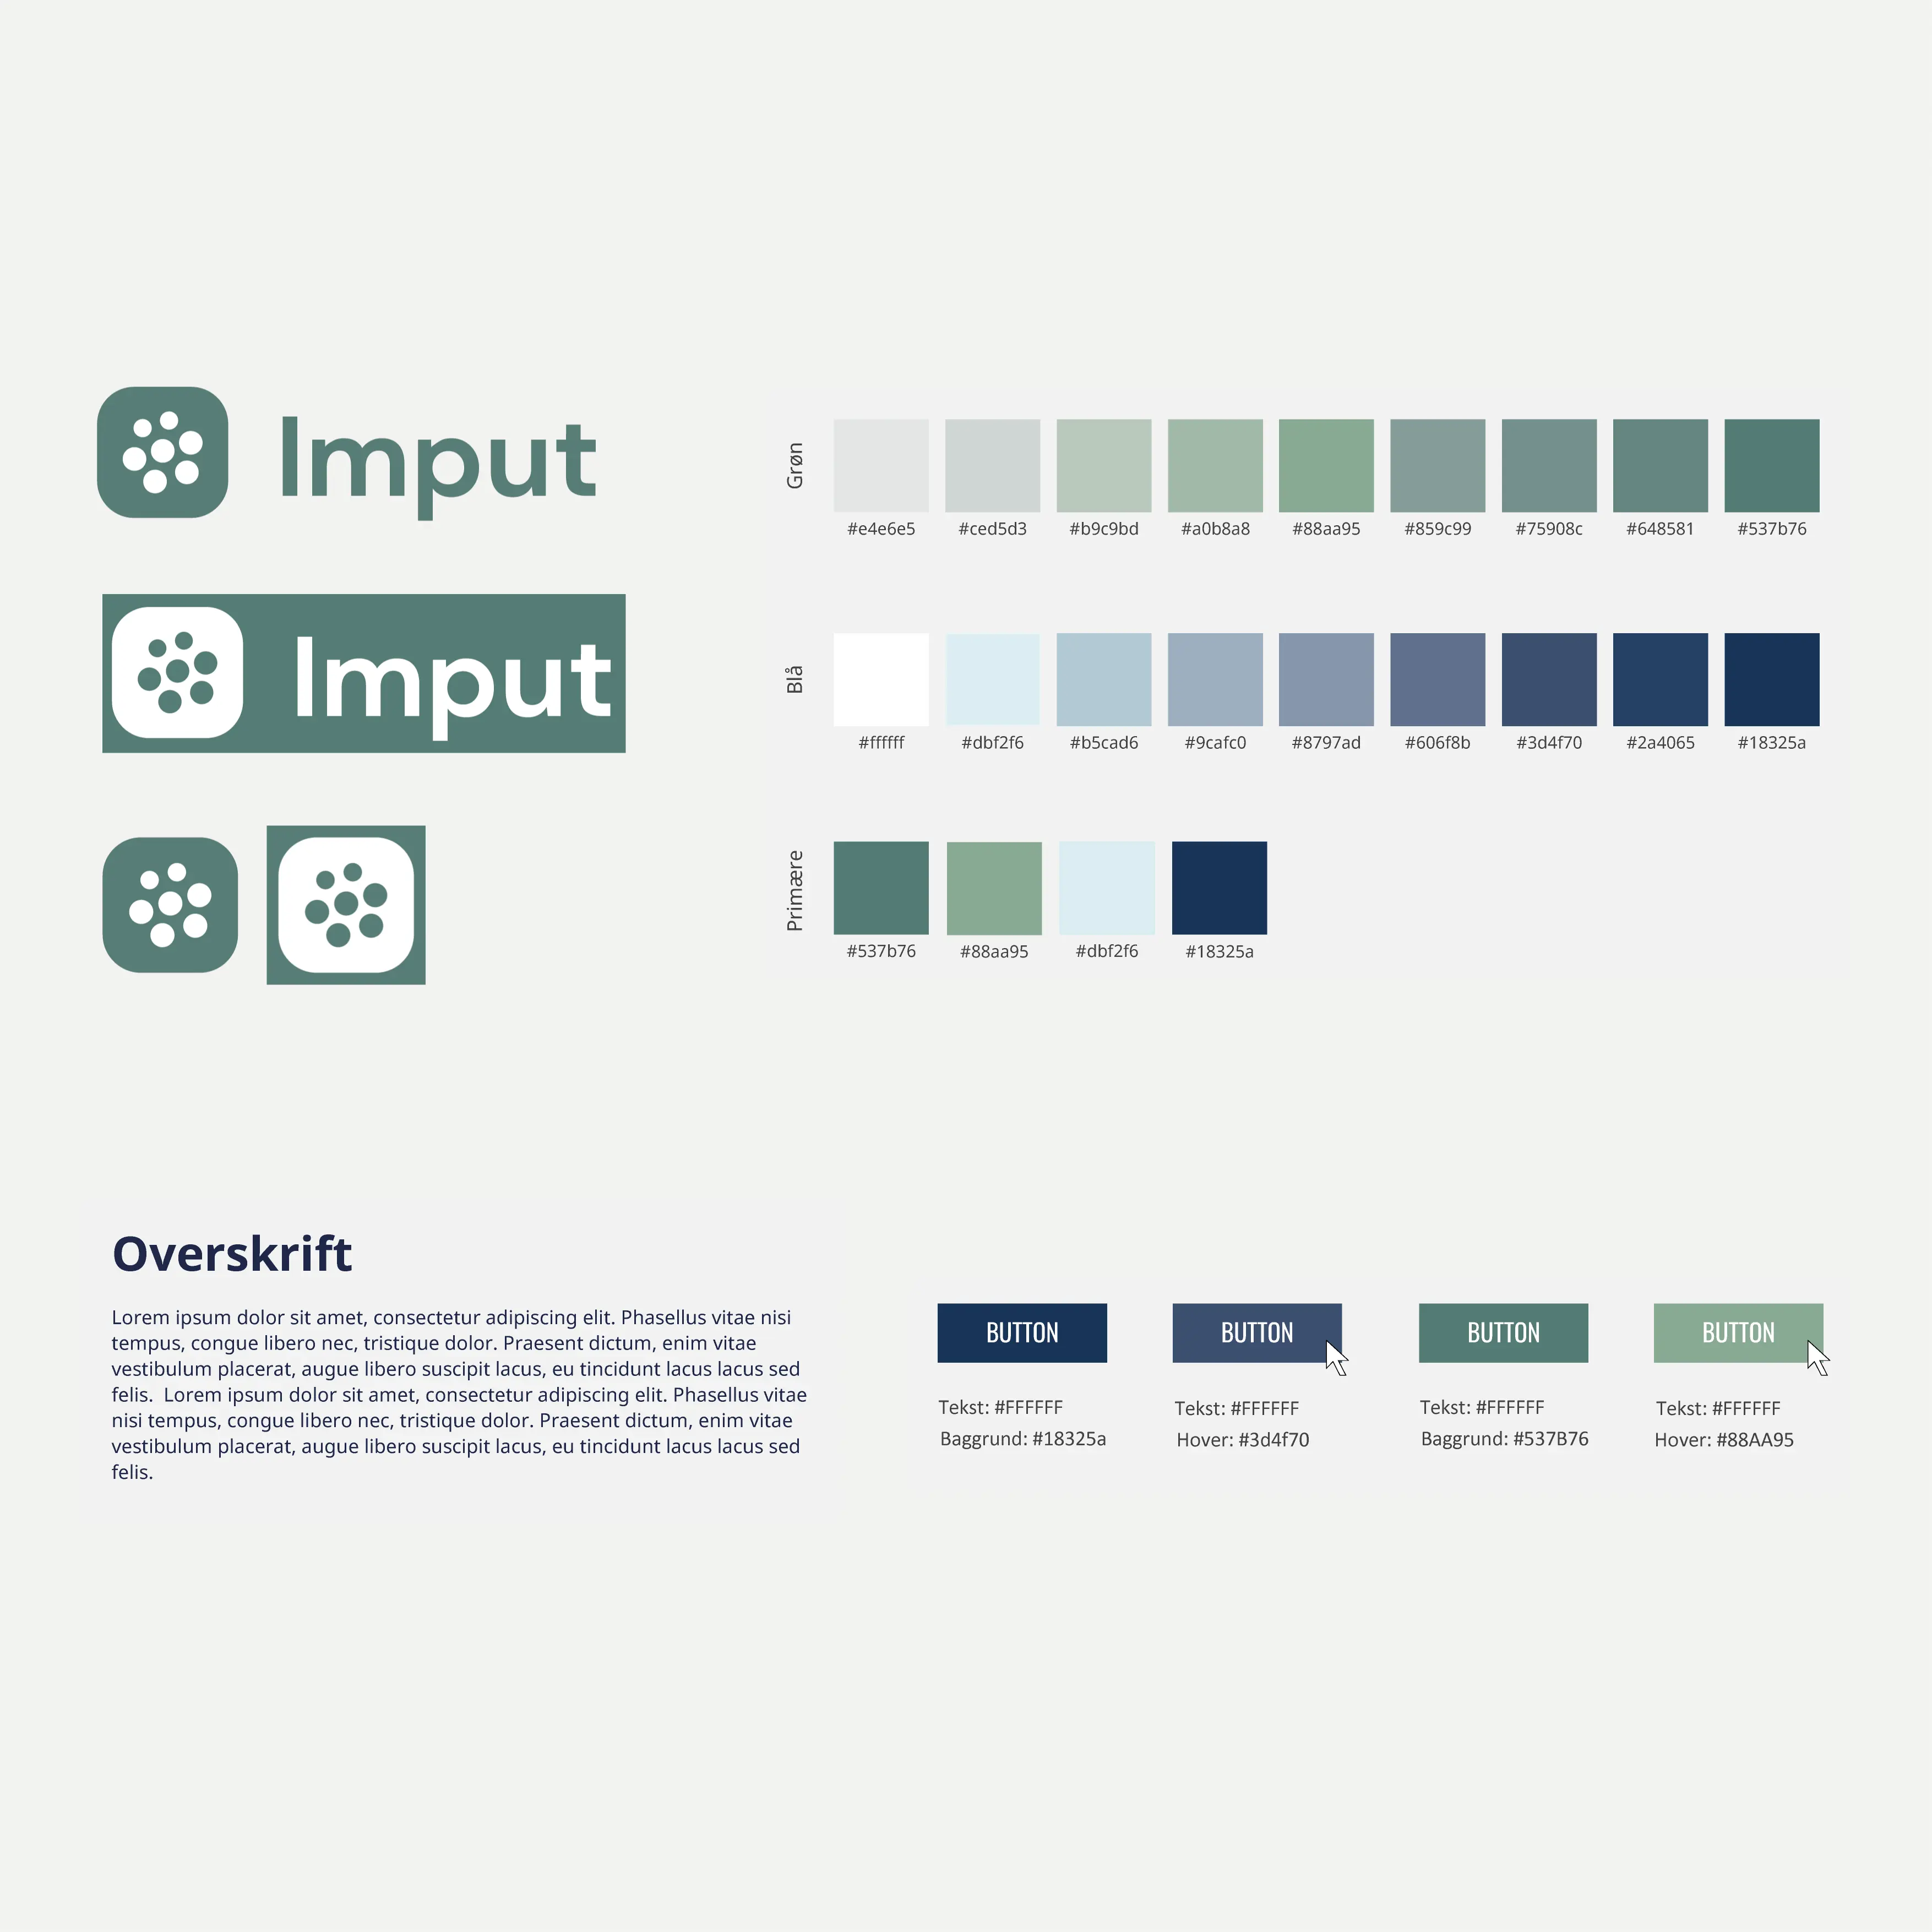 Imput
Imput
Grøn
#e4e6e5 #ced5d3 #b9c9bd #a0b8a8 #88aa95 #859c99 #75908c #648581 #537b76
Blå
#ffffff #dbf2f6 #b5cad6 #9cafc0 #8797ad #606f8b #3d4f70 #2a4065 #18325a
Primære
#537b76 #88aa95 #dbf2f6 #18325a
Overskrift
Lorem ipsum dolor sit amet, consectetur adipiscing elit. Phasellus vitae nisi
tempus, congue libero nec, tristique dolor. Praesent dictum, enim vitae
vestibulum placerat, augue libero suscipit lacus, eu tincidunt lacus lacus sed
felis.  Lorem ipsum dolor sit amet, consectetur adipiscing elit. Phasellus vitae
nisi tempus, congue libero nec, tristique dolor. Praesent dictum, enim vitae
vestibulum placerat, augue libero suscipit lacus, eu tincidunt lacus lacus sed
felis.
BUTTON BUTTON BUTTON BUTTON
Tekst: #FFFFFF Tekst: #FFFFFF Tekst: #FFFFFF Tekst: #FFFFFF
Baggrund: #18325a Hover: #3d4f70 Baggrund: #537B76 Hover: #88AA95